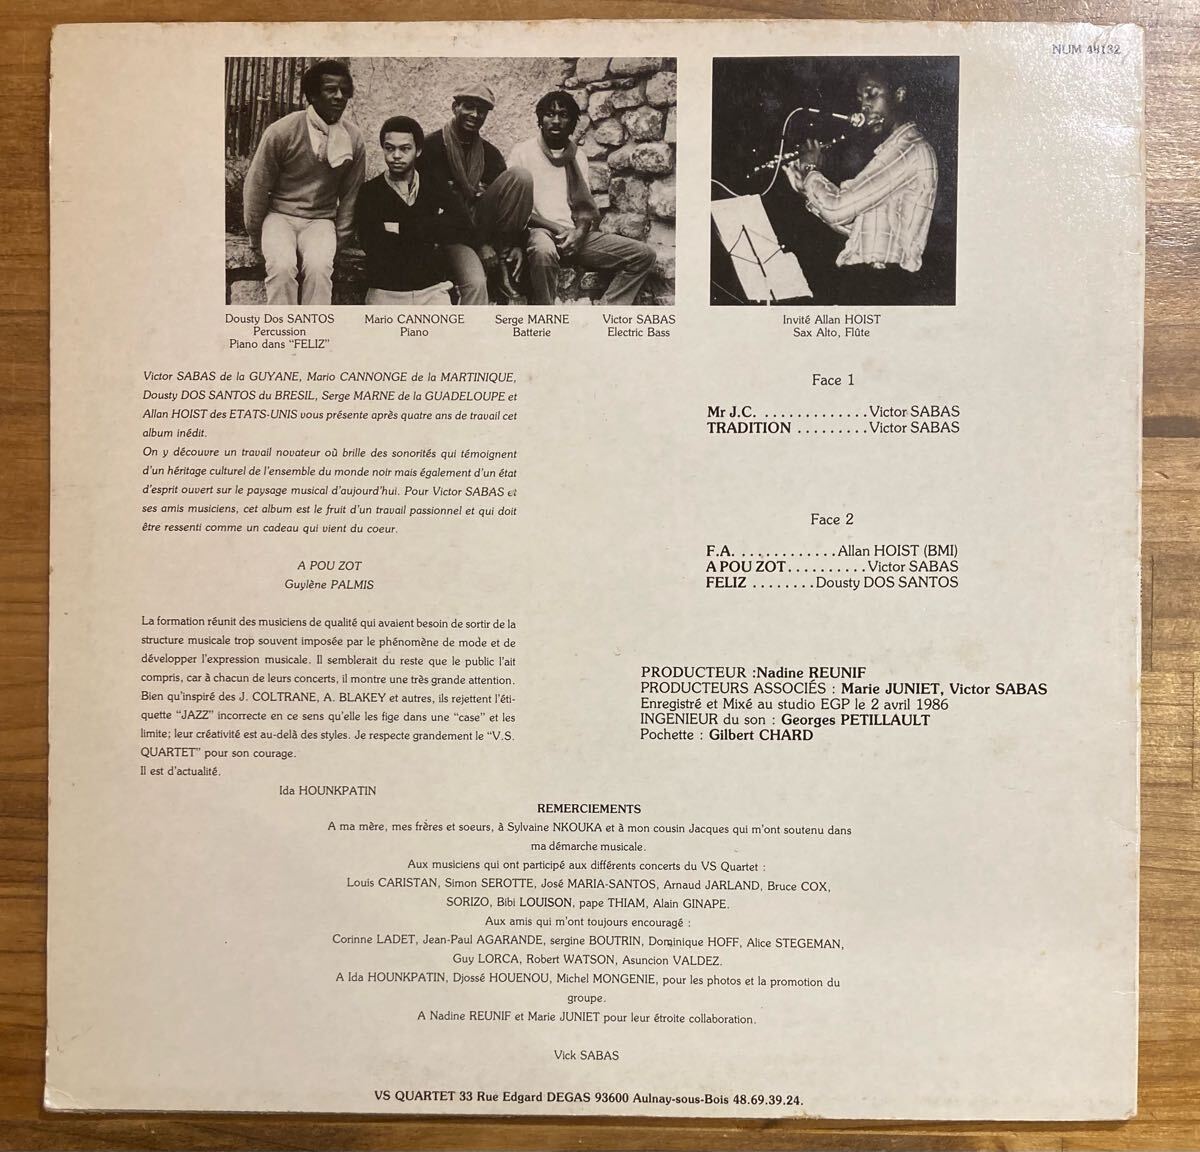 NUM 44132
Dousty Dos SANTOS
Percussion
Piano dans "FELIZ"
Mario CANNONGE
Piano
Serge MARNE
Batterie
Victor SABAS
Electric Bass
Invité Allan HOIST
Sax Alto, Flûte
Victor SABAS de la GUYANE, Mario CANNONGE de la MARTINIQUE,
Dousty DOS SANTOS du BRESIL, Serge MARNE de la GUADELOUPE et
Allan HOIST des ETATS-UNIS vous présente après quatre ans de travail cet
album inédit.
On y découvre un travail novateur où brille des sonorités qui témoignent
d'un héritage culturel de l'ensemble du monde noir mais également d'un état
d'esprit ouvert sur le paysage musical d'aujourd'hui. Pour Victor SABAS et
ses amis musiciens, cet album est le fruit d'un travail passionnel et qui doit
être ressenti comme un cadeau qui vient du coeur.
A POU ZOT
Guylène PALMIS
La formation réunit des musiciens de qualité qui avaient besoin de sortir de la
structure musicale trop souvent imposée par le phénomène de mode et de
développer l'expression musicale. Il semblerait du reste que le public l'ait
compris, car à chacun de leurs concerts, il montre une très grande attention.
Bien qu'inspiré des J. COLTRANE, A. BLAKEY et autres, ils rejettent l'éti-
quette "JAZZ" incorrecte en ce sens qu'elle les fige dans une "case" et les
limite; leur créativité est au-delà des styles. Je respecte grandement le "V.S.
QUARTET" pour son courage.
Il est d'actualité.
Ida HOUNKPATIN
Face 1
Mr J.C. . . . . . . . . . . . . . Victor SABAS
TRADITION . . . . . . . . . Victor SABAS
Face 2
F.A. . . . . . . . . . . . . Allan HOIST (BMI)
A POU ZOT . . . . . . . . . . Victor SABAS
FELIZ . . . . . . . . Dousty DOS SANTOS
PRODUCTEUR :Nadine REUNIF
PRODUCTEURS ASSOCIÉS : Marie JUNIET, Victor SABAS
Enregistré et Mixé au studio EGP le 2 avril 1986
INGENIEUR du son : Georges PETILLAULT
Pochette : Gilbert CHARD
REMERCIEMENTS
A ma mère, mes frères et soeurs, à Sylvaine NKOUKA et à mon cousin Jacques qui m'ont soutenu dans
ma démarche musicale.
Aux musiciens qui ont participé aux différents concerts du VS Quartet :
Louis CARISTAN, Simon SEROTTE, José MARIA-SANTOS, Arnaud JARLAND, Bruce COX,
SORIZO, Bibi LOUISON, pape THIAM, Alain GINAPE.
Aux amis qui m'ont toujours encouragé :
Corinne LADET, Jean-Paul AGARANDE, sergine BOUTRIN, Dominique HOFF, Alice STEGEMAN,
Guy LORCA, Robert WATSON, Asuncion VALDEZ.
A Ida HOUNKPATIN, Djossé HOUENOU, Michel MONGENIE, pour les photos et la promotion du
groupe.
A Nadine REUNIF et Marie JUNIET pour leur étroite collaboration.
Vick SABAS
VS QUARTET 33 Rue Edgard DEGAS 93600 Aulnay-sous-Bois 48.69.39.24.